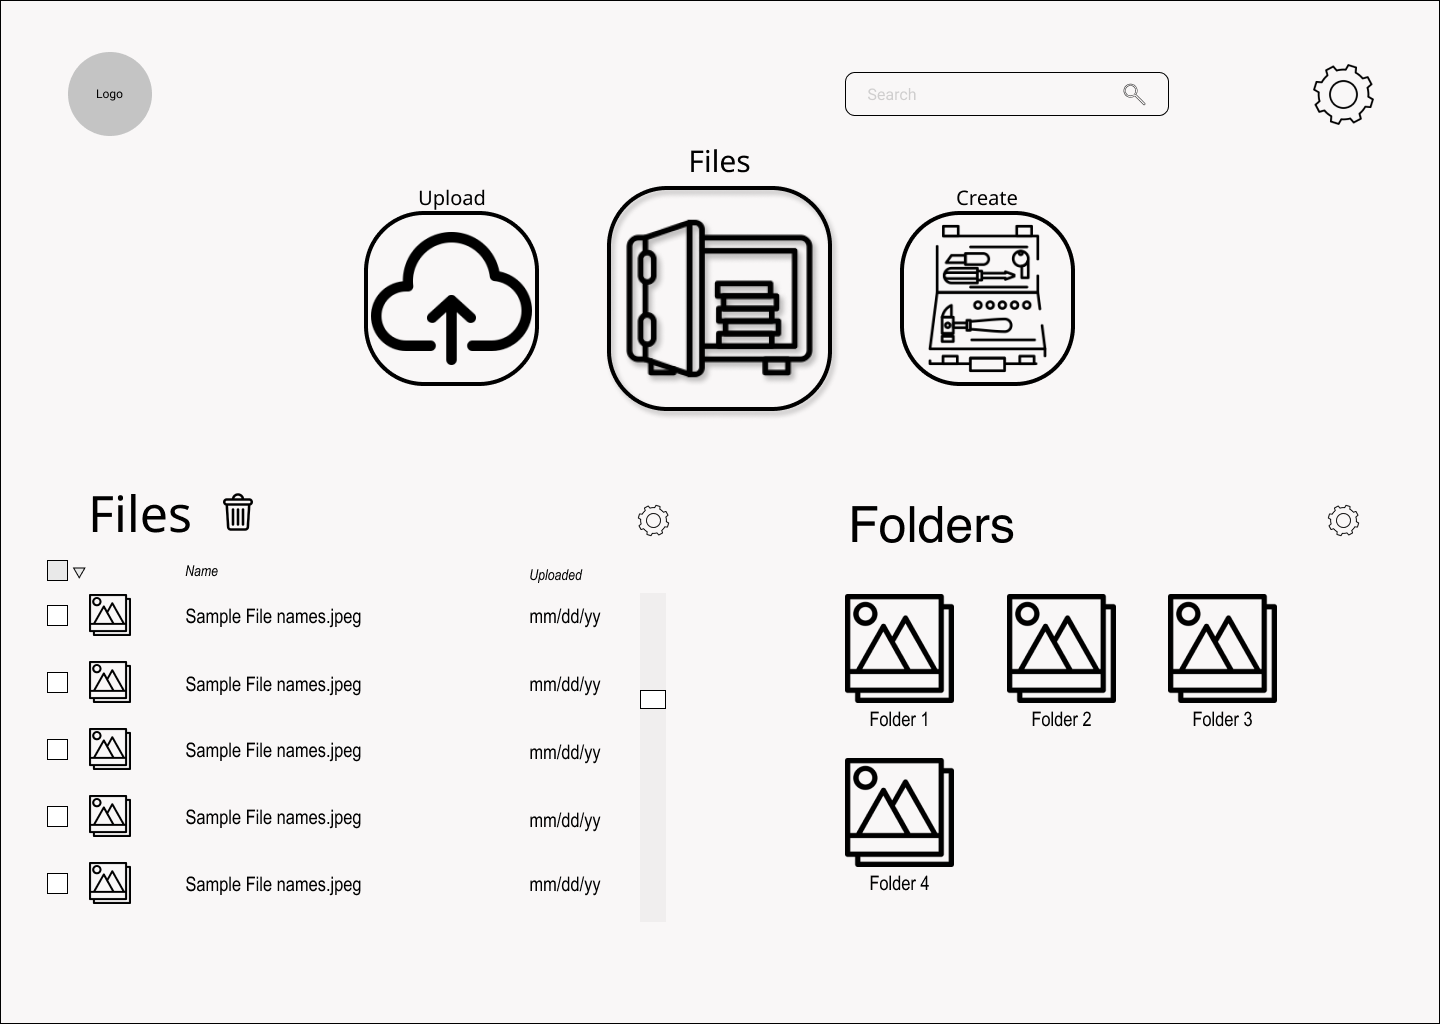 Logo
Search
Files
Upload
Create
Files
Folders
Name
Uploaded
Sample File names.jpeg
mm/dd/yy
Sample File names.jpeg
mm/dd/yy
Sample File names.jpeg
mm/dd/yy
Sample File names.jpeg
mm/dd/yy
Sample File names.jpeg
mm/dd/yy
Folder 1
Folder 2
Folder 3
Folder 4